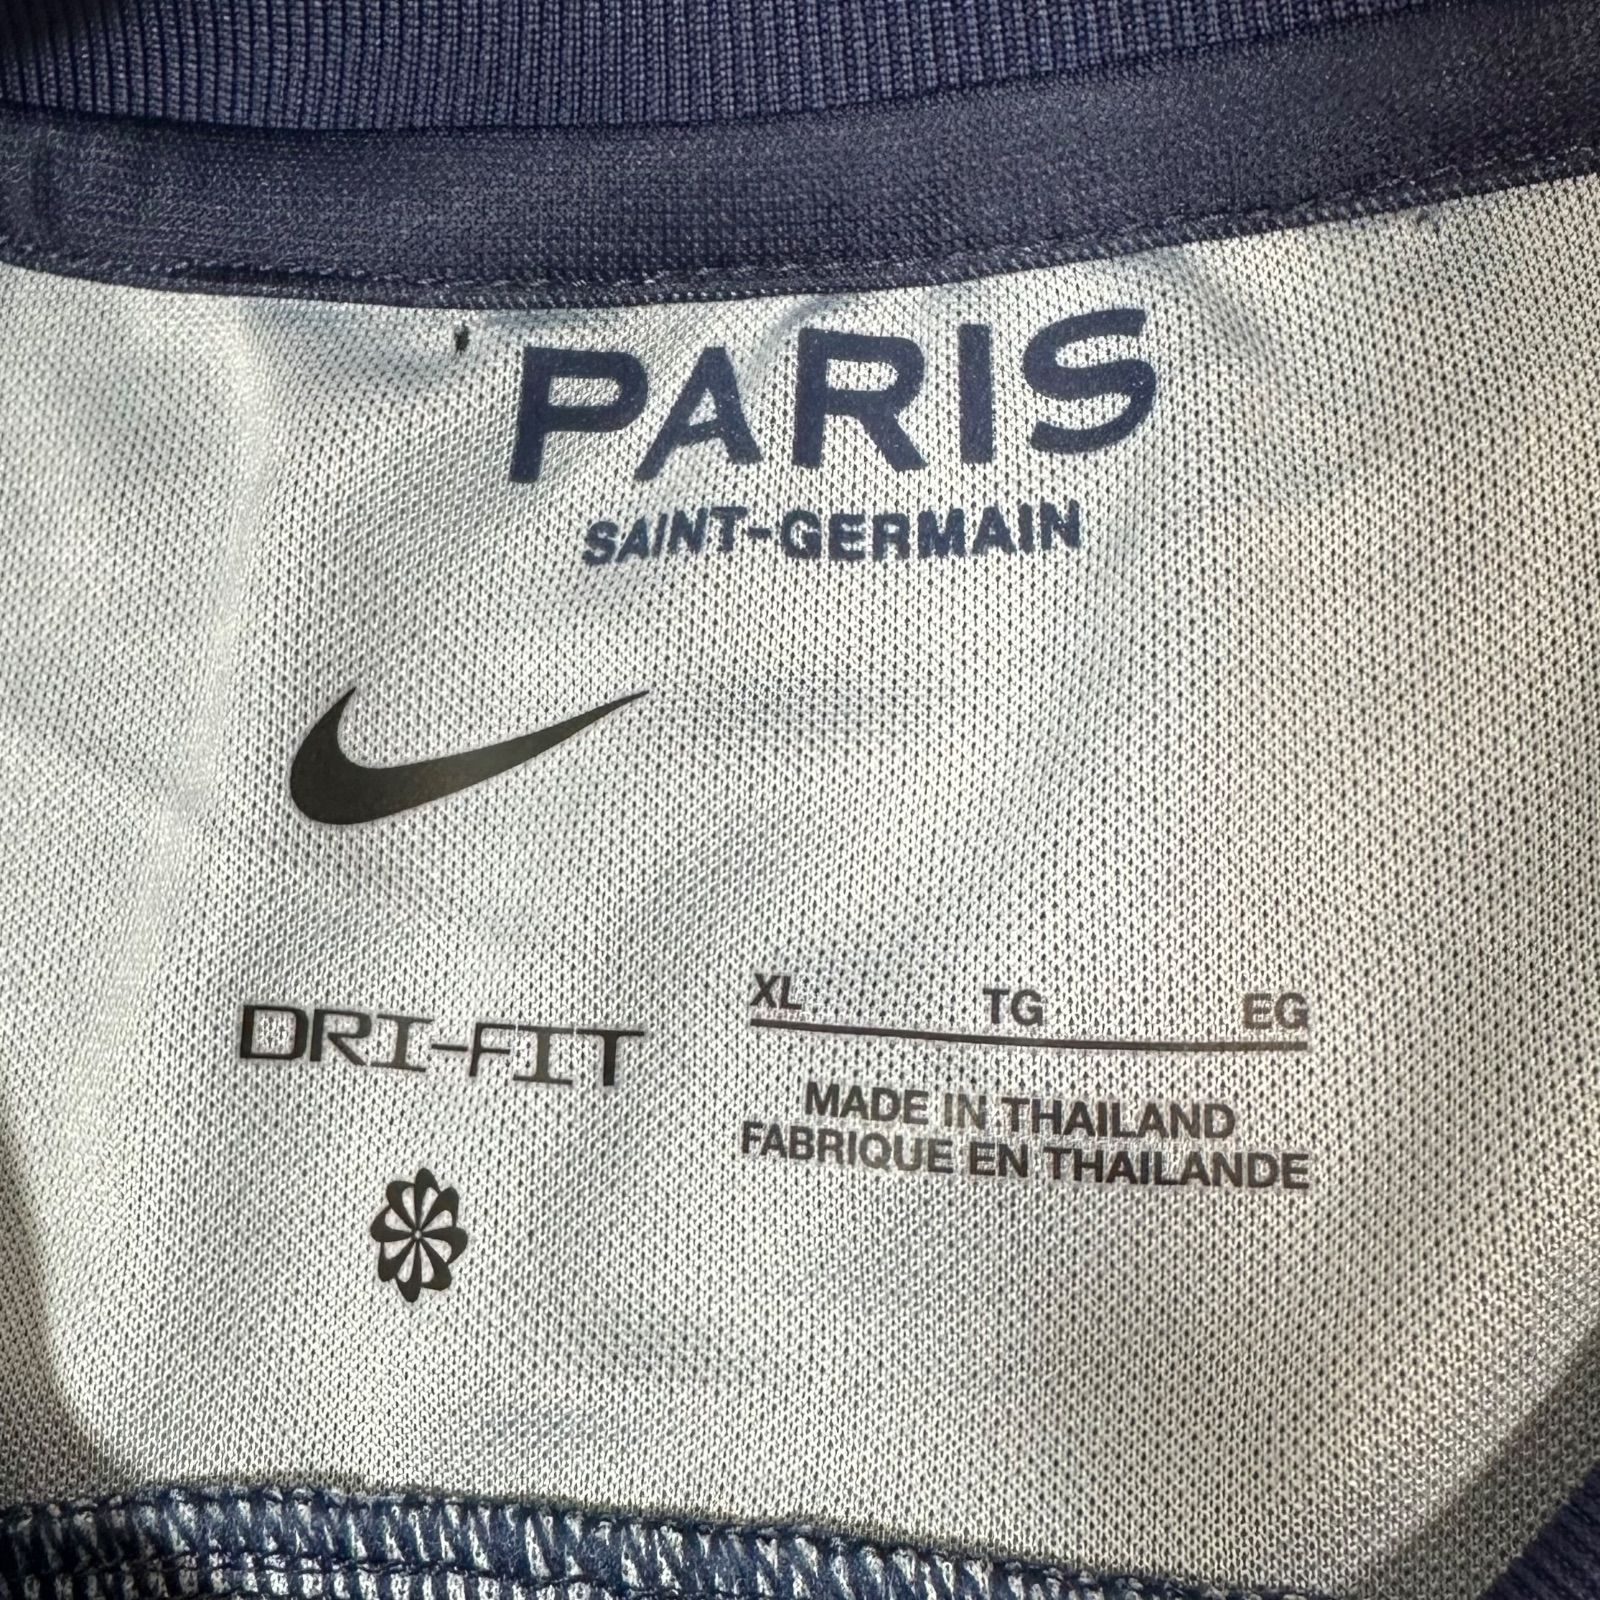 PARIS
SAINT-GERMAIN
DRI-FIT
XL TG EG
MADE IN THAILAND
FABRIQUE EN THAILANDE